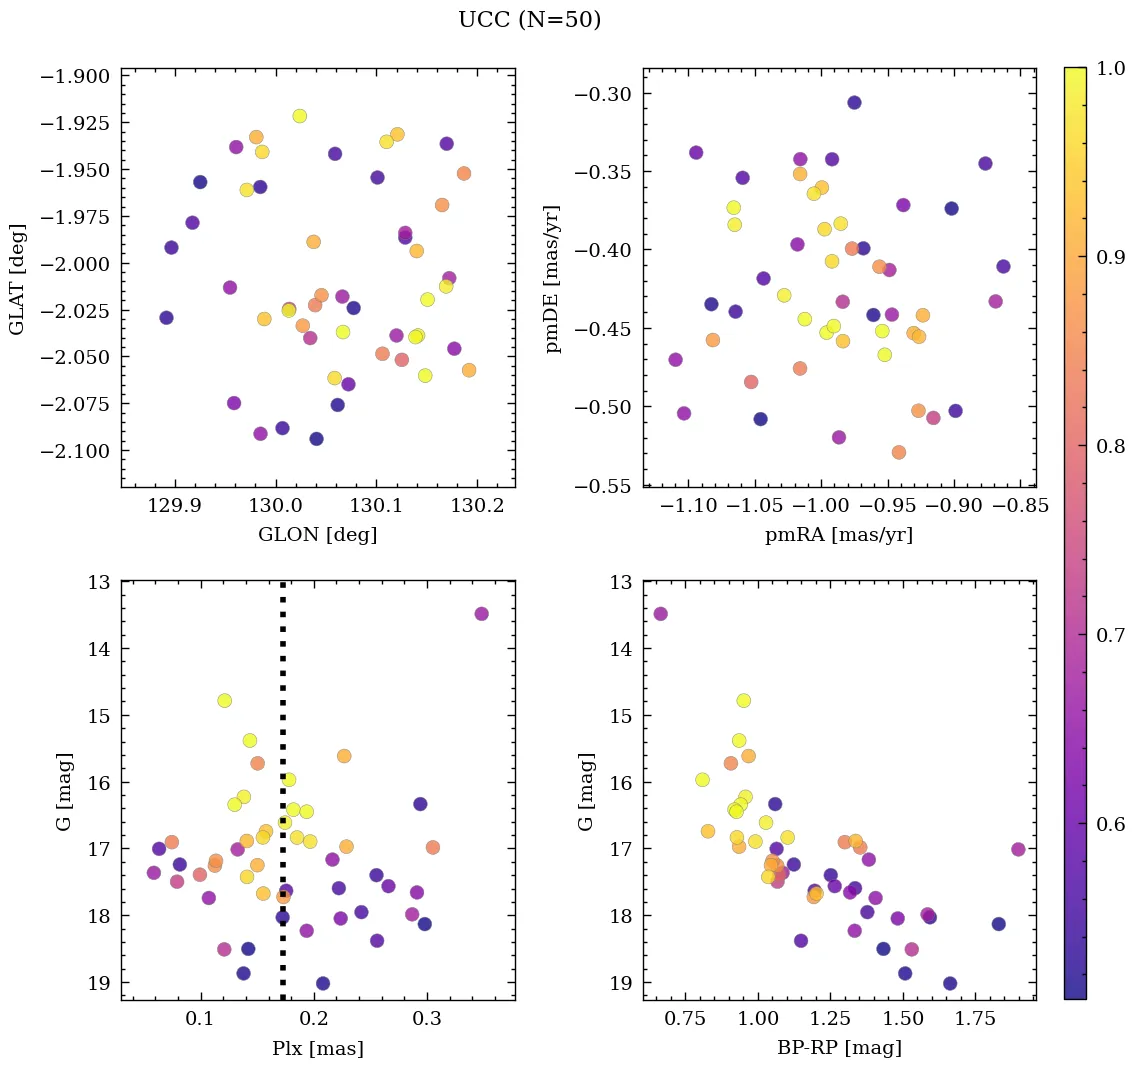 UCC (N=50)
−1.900
−1.925
−1.950
−1.975
−2.000
−2.025
−2.050
−2.075
−2.100
GLAT [deg]
129.9 130.0 130.1 130.2
GLON [deg]
−0.30
−0.35
−0.40
−0.45
−0.50
−0.55
pmDE [mas/yr]
−1.10 −1.05 −1.00 −0.95 −0.90 −0.85
pmRA [mas/yr]
1.0
0.9
0.8
0.7
0.6
13
14
15
16
17
18
19
G [mag]
0.1 0.2 0.3
Plx [mas]
13
14
15
16
17
18
19
G [mag]
0.75 1.00 1.25 1.50 1.75
BP-RP [mag]